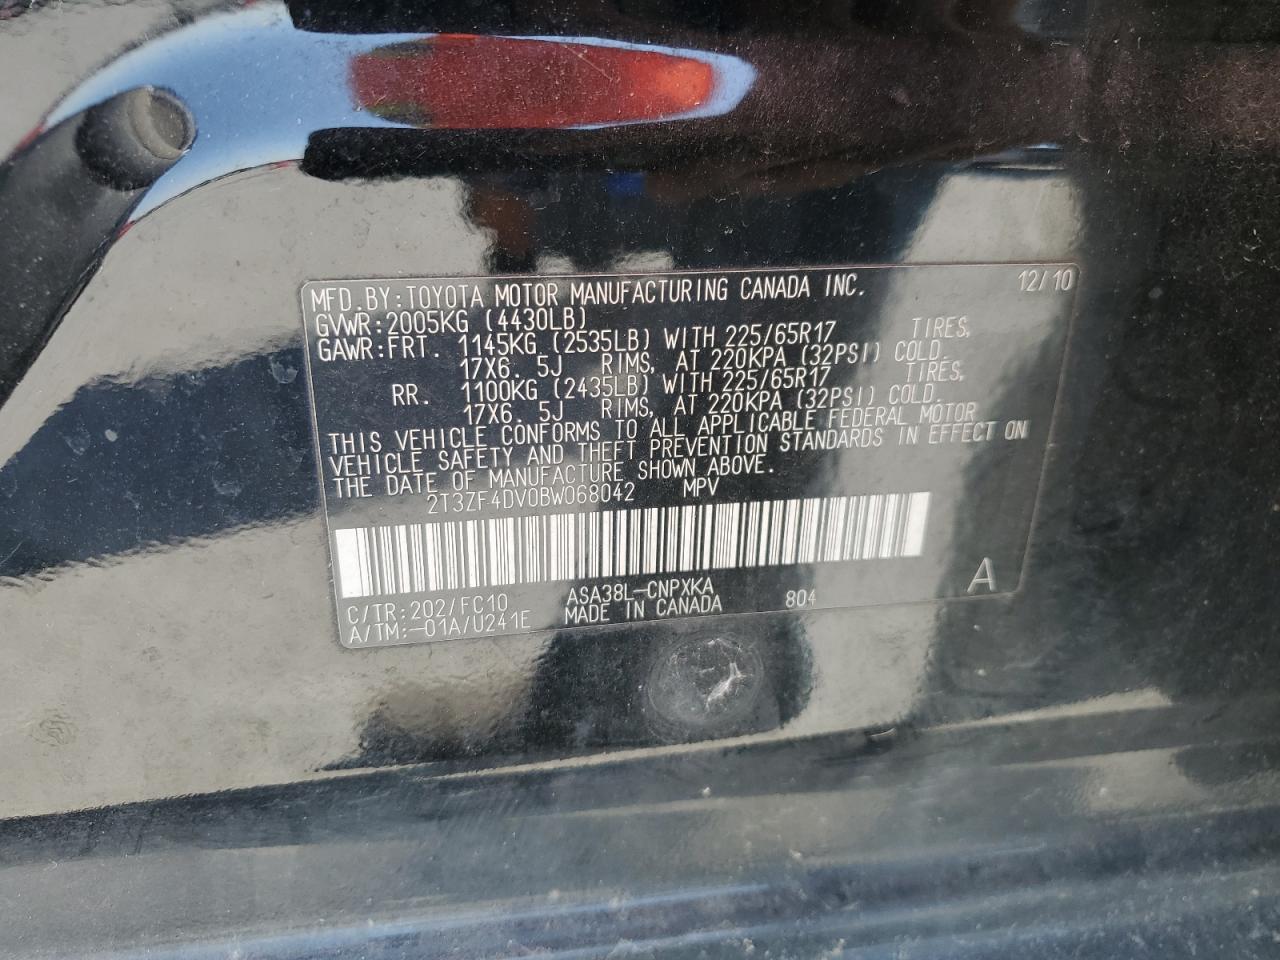 MFD.BY:TOYOTA MOTOR MANUFACTURING CANADA INC. 12/10
GVWR:2005KG (4430LB)
GAWR:FRT. 1145KG (2535LB) WITH 225/65R17 TIRES,
17X6. 5J RIMS, AT 220KPA (32PSI) COLD.
RR. 1100KG (2435LB) WITH 225/65R17 TIRES,
17X6. 5J RIMS, AT 220KPA (32PSI) COLD.
THIS VEHICLE CONFORMS TO ALL APPLICABLE FEDERAL MOTOR
VEHICLE SAFETY AND THEFT PREVENTION STANDARDS IN EFFECT ON
THE DATE OF MANUFACTURE SHOWN ABOVE.
2T3ZF4DV0BW068042 MPV
C/TR:202/FC10 ASA38L-CNPXKA 804 A
A/TM:-01A/U241E MADE IN CANADA